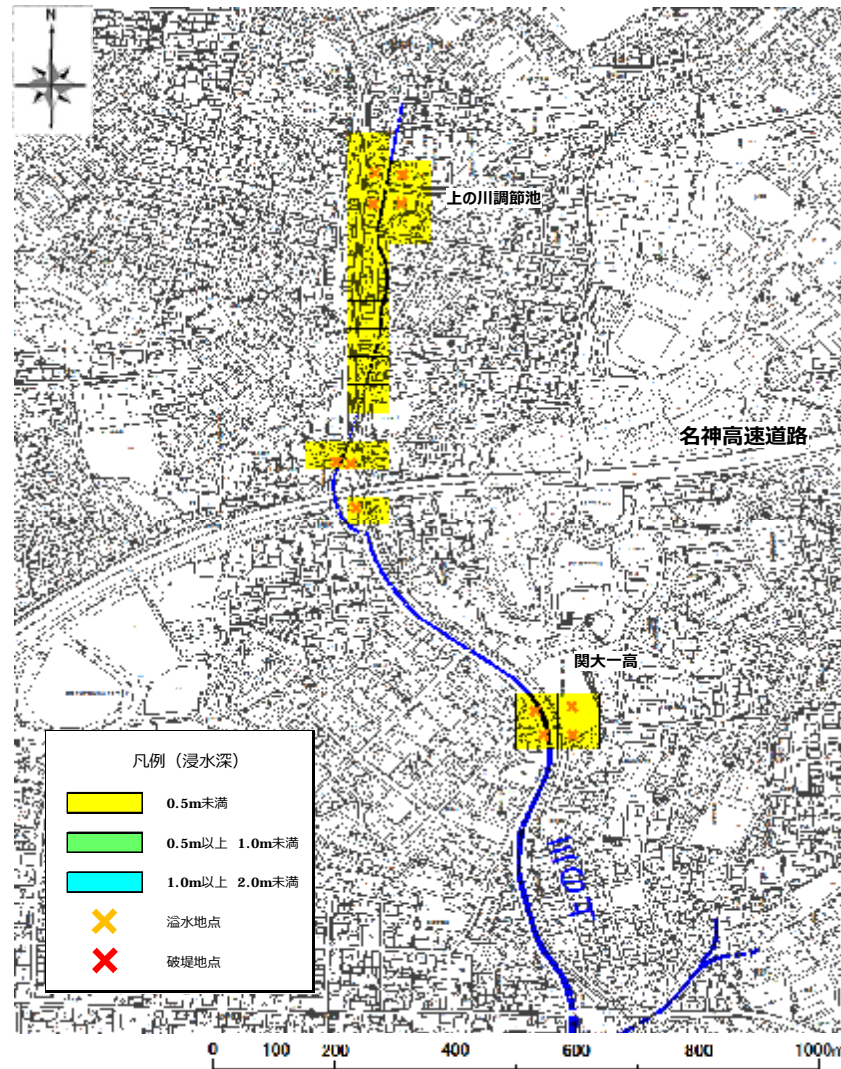 N
上の川調節池
名神高速道路
関大一高
凡例（浸水深）
0.5m未満
0.5m以上 1.0m未満
1.0m以上 2.0m未満
溢水地点
破堤地点
上の川
0 100 200 400 600 800 1000m